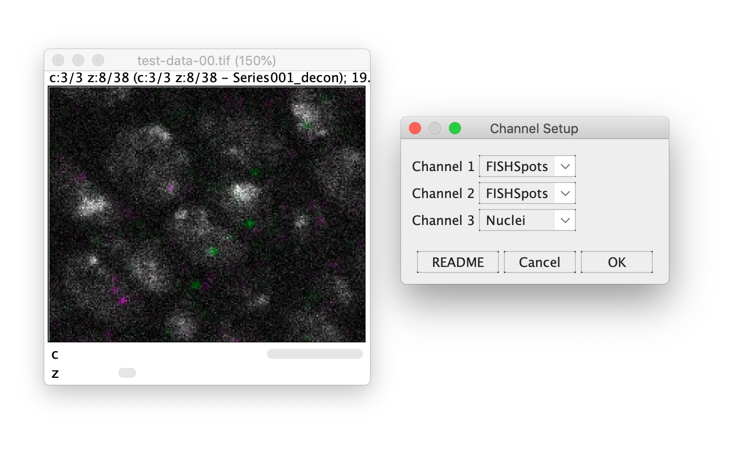 test-data-00.tif (150%)
c:3/3 z:8/38 (c:3/3 z:8/38 – Series001_decon); 19.
c
z
Channel Setup
Channel 1 FISHSpots
Channel 2 FISHSpots
Channel 3 Nuclei
README Cancel OK